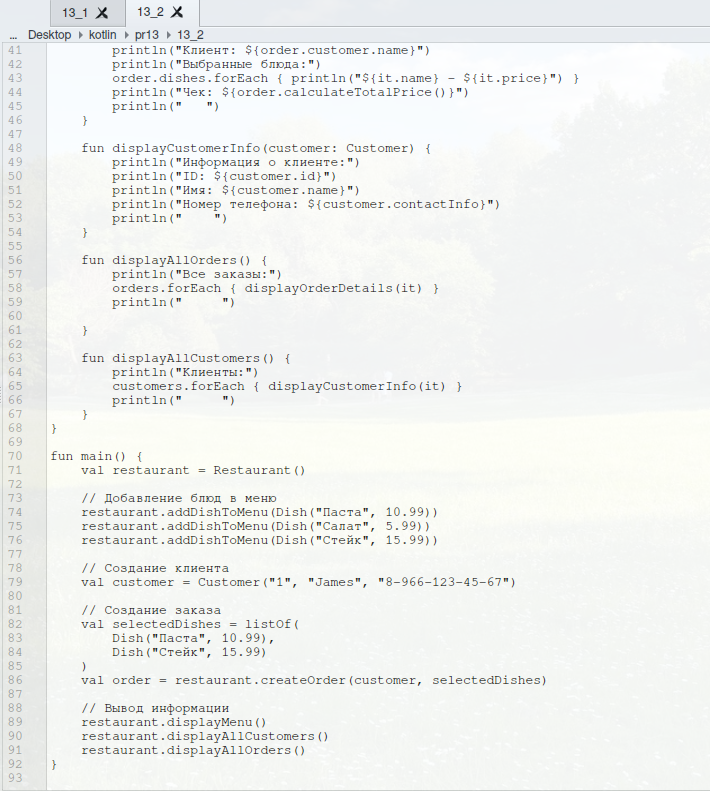 13_1
13_2
… Desktop kotlin pr13 13_2
41         println("Клиент: ${order.customer.name}")
42         println("Выбранные блюда:")
43         order.dishes.forEach { println("${it.name} - ${it.price}") }
44         println("Чек: ${order.calculateTotalPrice()}")
45         println("   ")
46     }
47
48     fun displayCustomerInfo(customer: Customer) {
49         println("Информация о клиенте:")
50         println("ID: ${customer.id}")
51         println("Имя: ${customer.name}")
52         println("Номер телефона: ${customer.contactInfo}")
53         println("    ")
54     }
55
56     fun displayAllOrders() {
57         println("Все заказы:")
58         orders.forEach { displayOrderDetails(it) }
59         println("     ")
60
61     }
62
63     fun displayAllCustomers() {
64         println("Клиенты:")
65         customers.forEach { displayCustomerInfo(it) }
66         println("     ")
67     }
68 }
69
70 fun main() {
71     val restaurant = Restaurant()
72
73     // Добавление блюд в меню
74     restaurant.addDishToMenu(Dish("Паста", 10.99))
75     restaurant.addDishToMenu(Dish("Салат", 5.99))
76     restaurant.addDishToMenu(Dish("Стейк", 15.99))
77
78     // Создание клиента
79     val customer = Customer("1", "James", "8-966-123-45-67")
80
81     // Создание заказа
82     val selectedDishes = listOf(
83         Dish("Паста", 10.99),
84         Dish("Стейк", 15.99)
85     )
86     val order = restaurant.createOrder(customer, selectedDishes)
87
88     // Вывод информации
89     restaurant.displayMenu()
90     restaurant.displayAllCustomers()
91     restaurant.displayAllOrders()
92 }
93